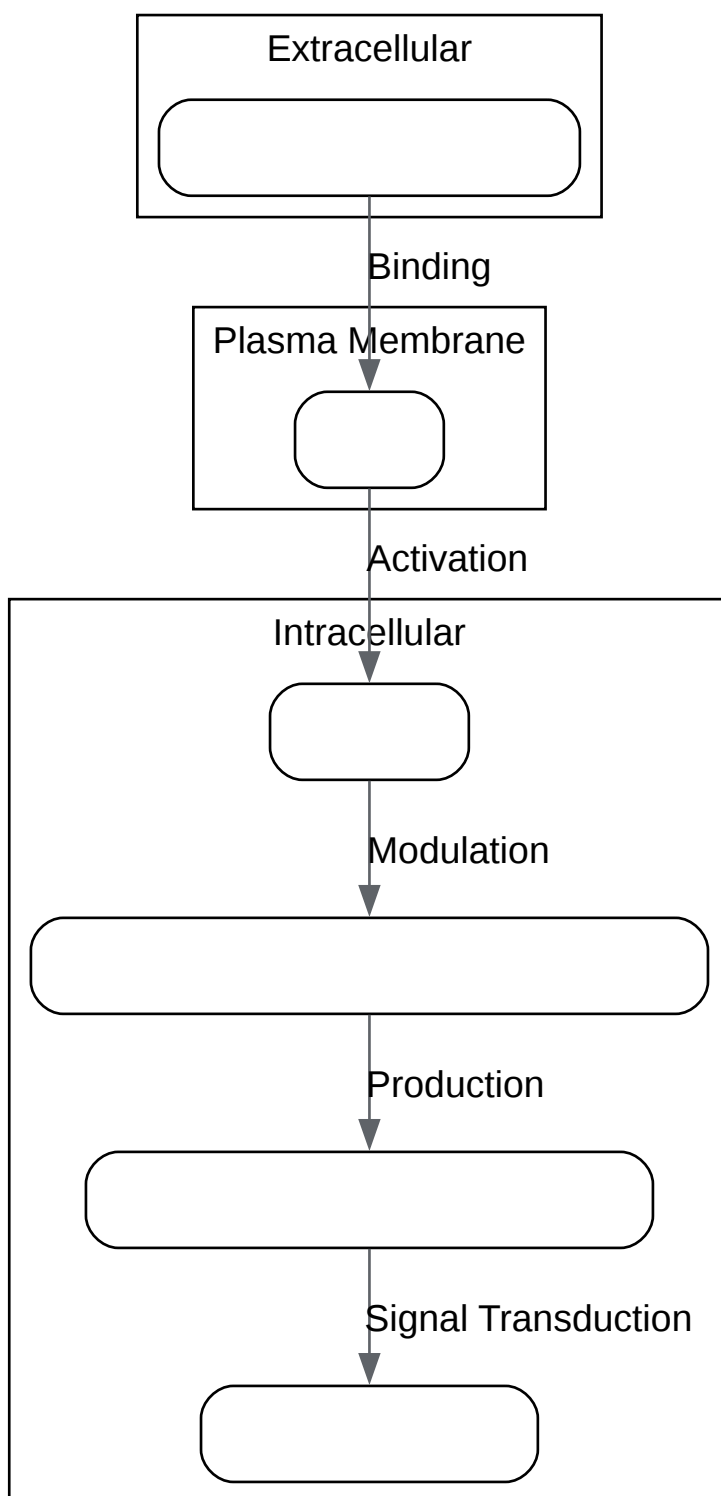 Extracellular
Binding
Plasma Membrane
Activation
Intracellular
Modulation
Production
Signal Transduction